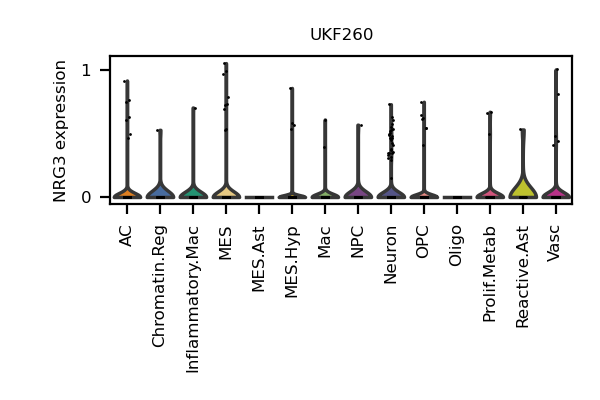 UKF260
NRG3 expression
1
0
AC
Chromatin.Reg
Inflammatory.Mac
MES
MES.Ast
MES.Hyp
Mac
NPC
Neuron
OPC
Oligo
Prolif.Metab
Reactive.Ast
Vasc